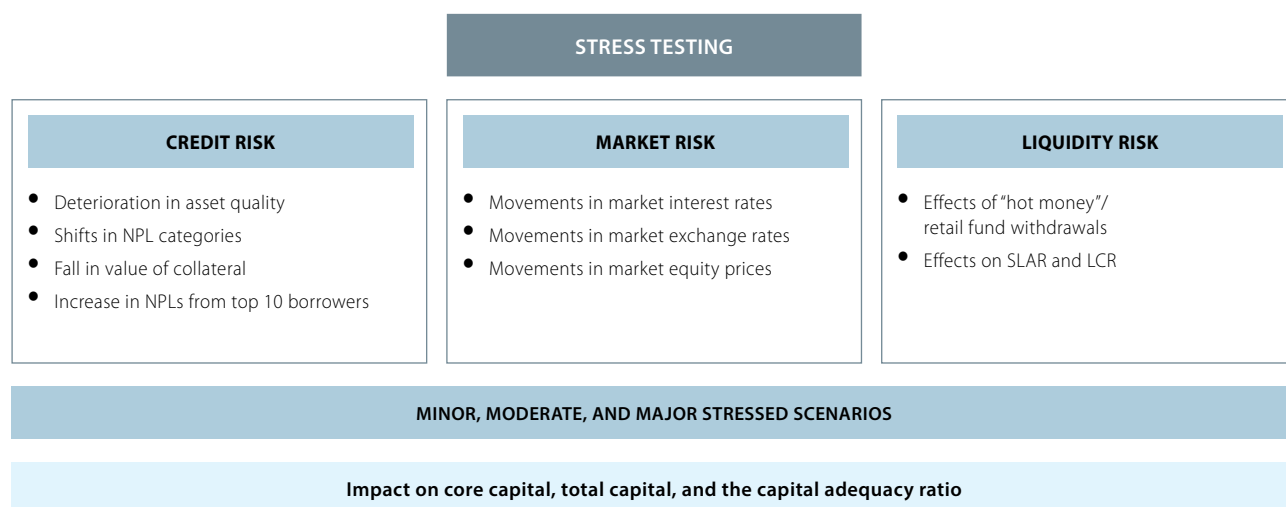 STRESS TESTING
CREDIT RISK
• Deterioration in asset quality
• Shifts in NPL categories
• Fall in value of collateral
• Increase in NPLs from top 10 borrowers
MARKET RISK
• Movements in market interest rates
• Movements in market exchange rates
• Movements in market equity prices
LIQUIDITY RISK
• Effects of “hot money”/
retail fund withdrawals
• Effects on SLAR and LCR
MINOR, MODERATE, AND MAJOR STRESSED SCENARIOS
Impact on core capital, total capital, and the capital adequacy ratio